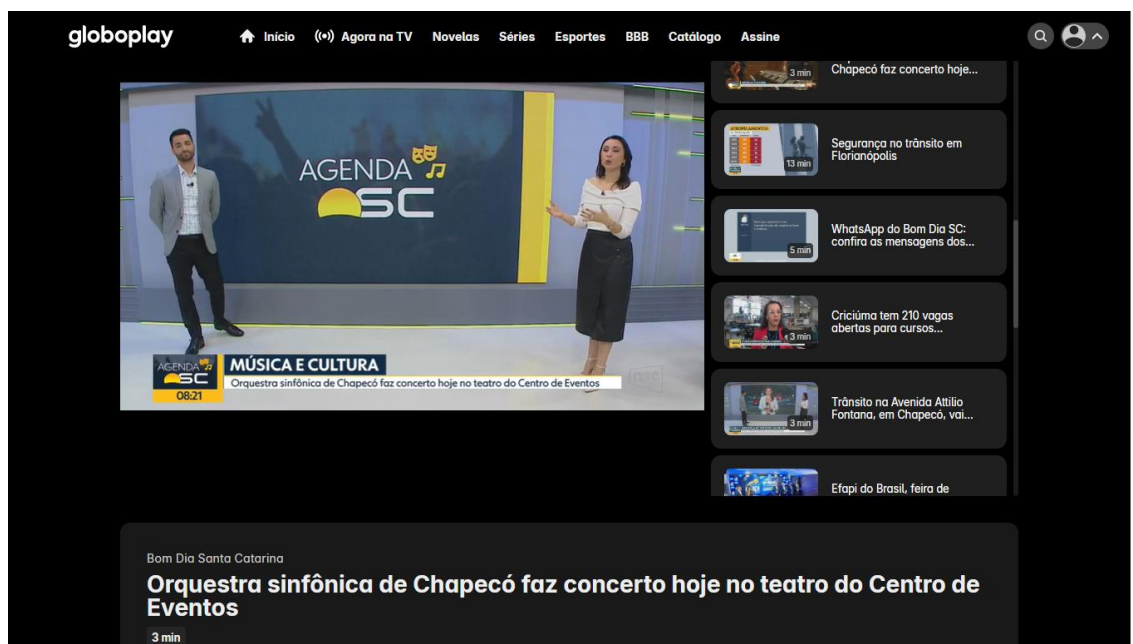 globoplay
Início
Agora na TV
Novelas
Séries
Esportes
BBB
Catálogo
Assine
AGENDA
SC
AGENDA
SC
08:21
MÚSICA E CULTURA
Orquestra sinfônica de Chapecó faz concerto hoje no teatro do Centro de Eventos
nsc
3 min
Chapecó faz concerto hoje...
13 min
Segurança no trânsito em
Florianópolis
5 min
WhatsApp do Bom Dia SC:
confira as mensagens dos...
3 min
Criciúma tem 210 vagas
abertas para cursos...
3 min
Trânsito na Avenida Attilio
Fontana, em Chapecó, vai...
Efapi do Brasil, feira de
Bom Dia Santa Catarina
Orquestra sinfônica de Chapecó faz concerto hoje no teatro do Centro de
Eventos
3 min